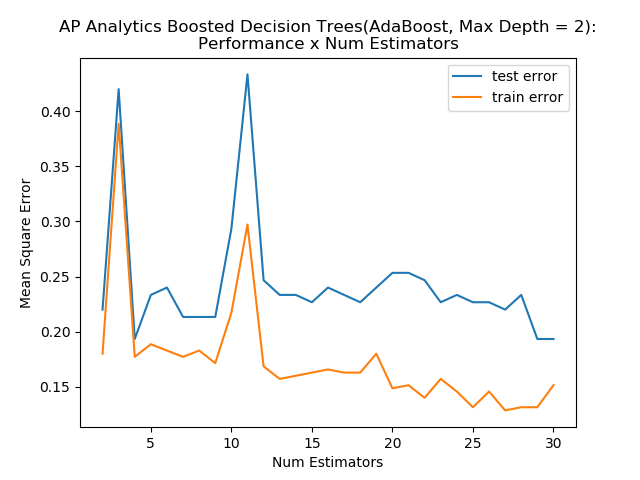 AP Analytics Boosted Decision Trees(AdaBoost, Max Depth = 2):
Performance x Num Estimators
test error
train error
0.40
0.35
0.30
0.25
0.20
0.15
Mean Square Error
5 10 15 20 25 30
Num Estimators